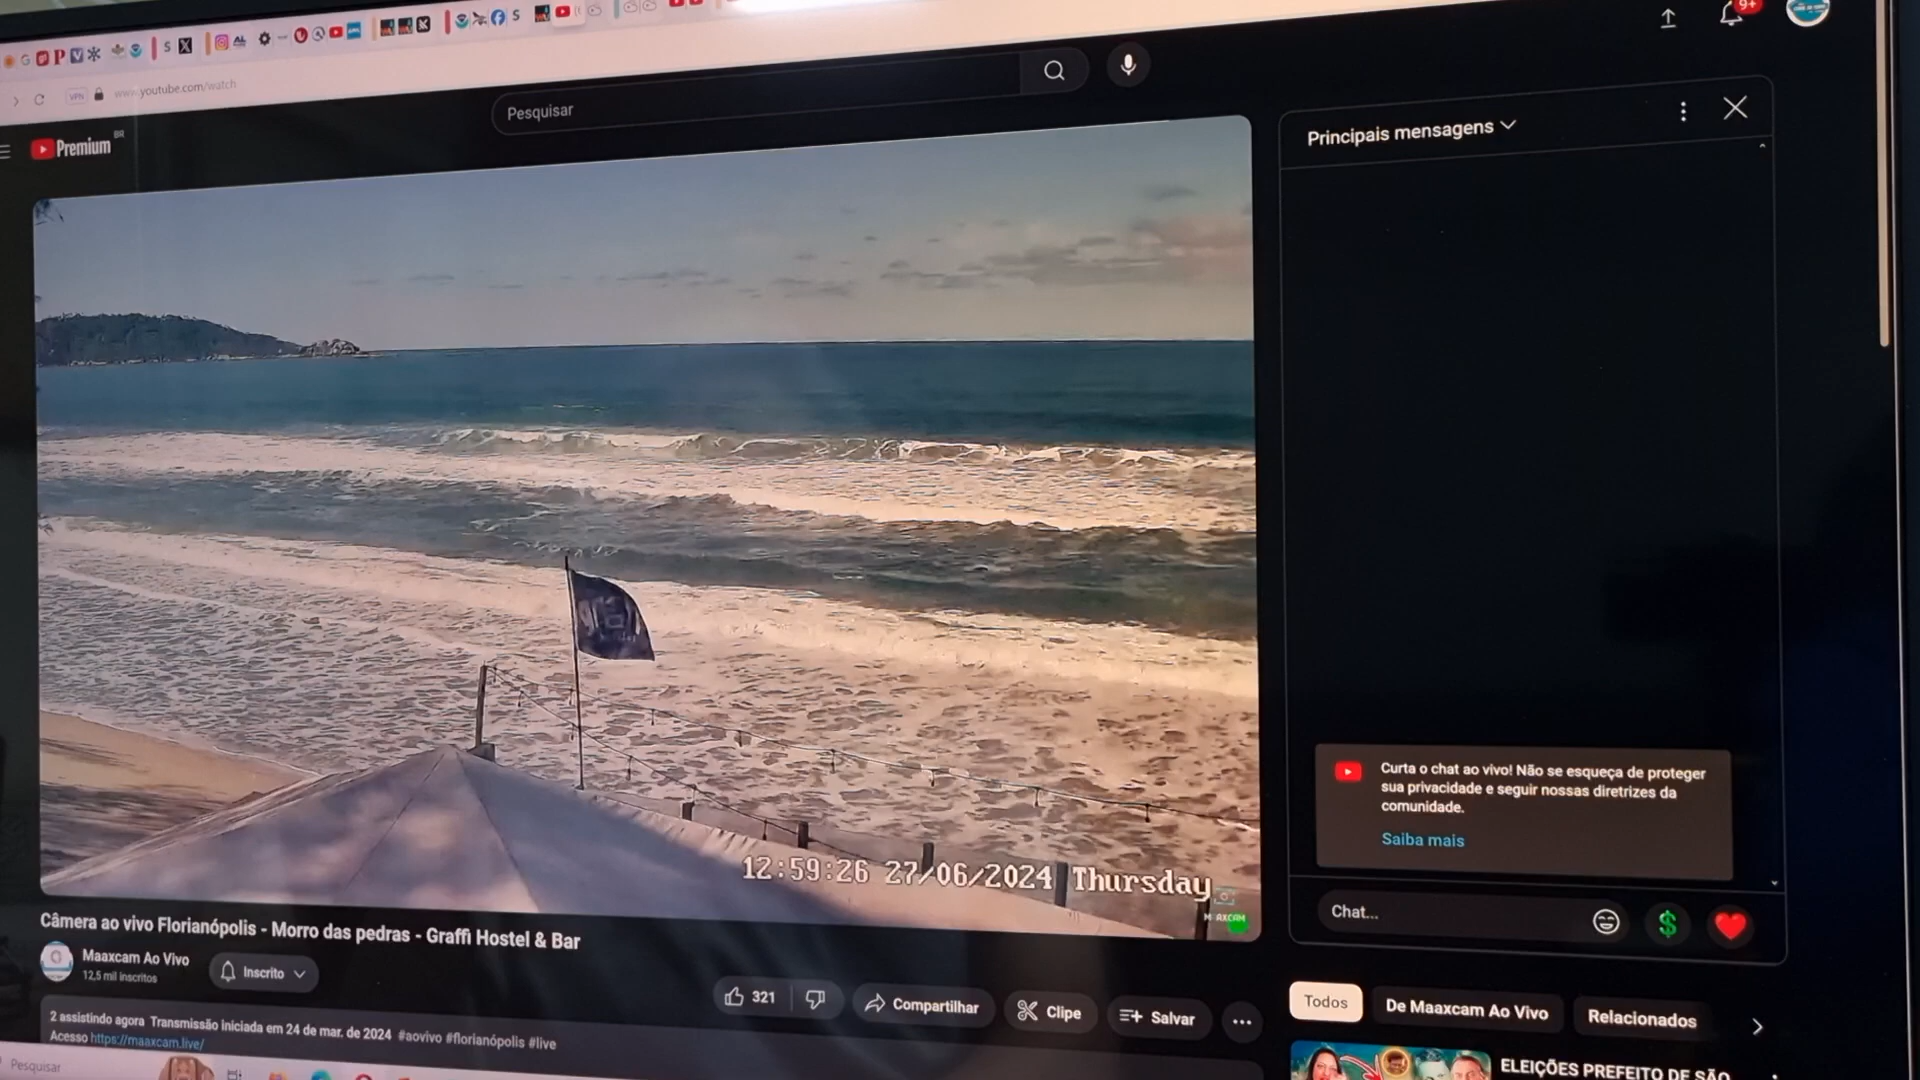 VPN
www.youtube.com/watch
Premium
BR
Pesquisar
9+
Principais mensagens
12:59:26 27/06/2024 Thursday
MAXCAM
Curta o chat ao vivo! Não se esqueça de proteger
sua privacidade e seguir nossas diretrizes da
comunidade.
Saiba mais
Chat...
Câmera ao vivo Florianópolis - Morro das pedras - Graffi Hostel & Bar
Maaxcam Ao Vivo
12,5 mil inscritos
Inscrito
321
Compartilhar
Clipe
Salvar
2 assistindo agora Transmissão iniciada em 24 de mar. de 2024 #aovivo #florianópolis #live
Acesso https://maaxcam.live/
Todos
De Maaxcam Ao Vivo
Relacionados
ELEIÇÕES PREFEITO DE SÃO
Pesquisar